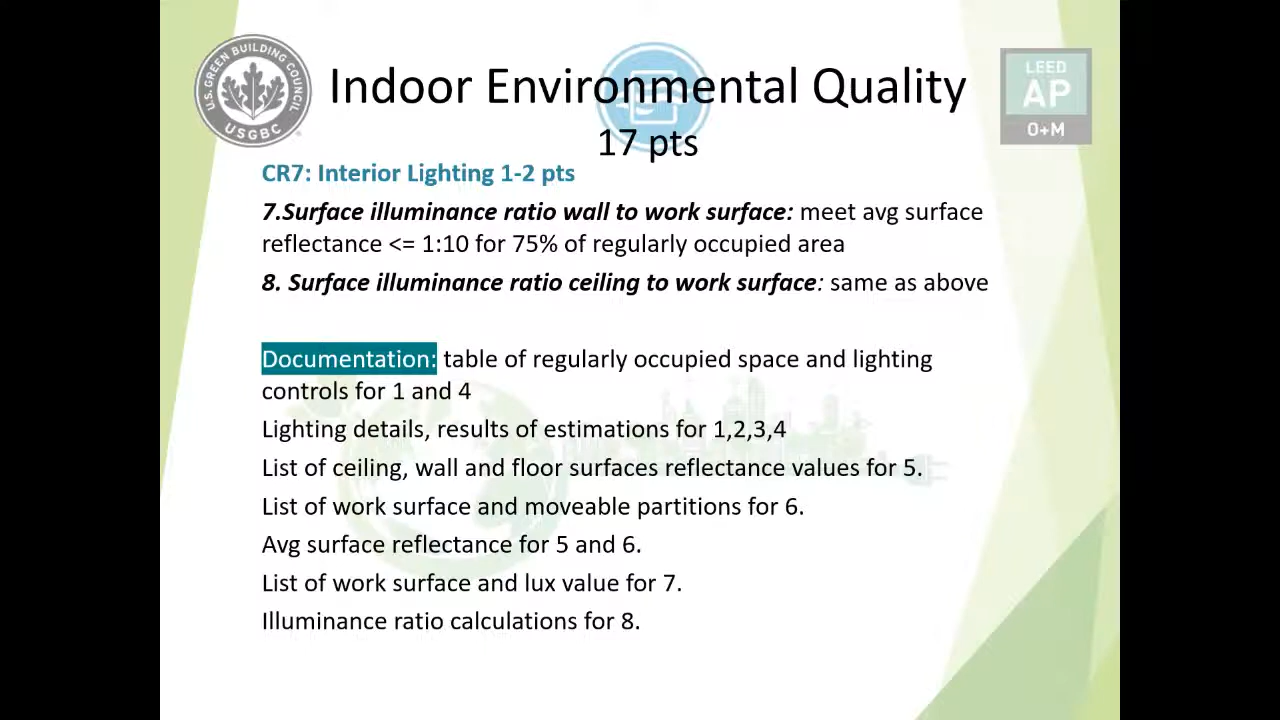 U.S. GREEN BUILDING COUNCIL
USGBC
Indoor Environmental Quality
17 pts
LEED
AP
O+M
CR7: Interior Lighting 1-2 pts
7.Surface illuminance ratio wall to work surface: meet avg surface
reflectance <= 1:10 for 75% of regularly occupied area
8. Surface illuminance ratio ceiling to work surface: same as above
Documentation: table of regularly occupied space and lighting
controls for 1 and 4
Lighting details, results of estimations for 1,2,3,4
List of ceiling, wall and floor surfaces reflectance values for 5.
List of work surface and moveable partitions for 6.
Avg surface reflectance for 5 and 6.
List of work surface and lux value for 7.
Illuminance ratio calculations for 8.